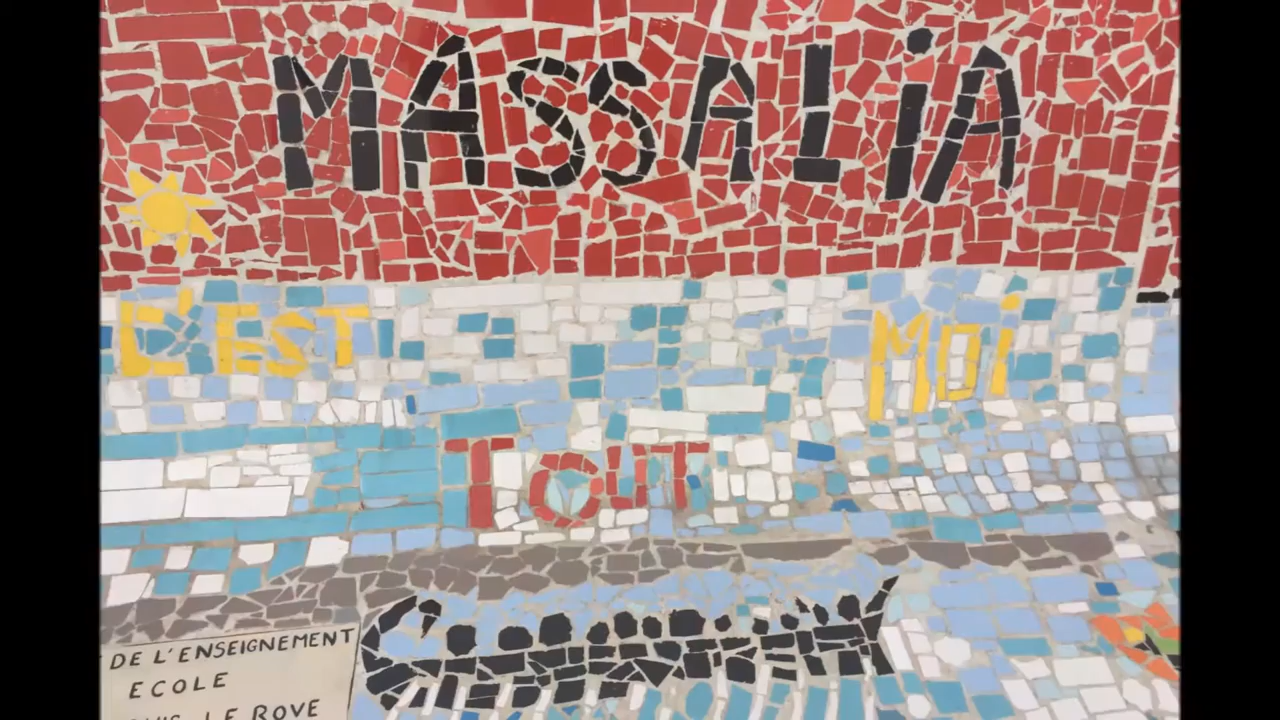 MASSALiA
L'EST MOi
TOUT
DE L'ENSEIGNEMENT
ECOLE
LE ROVE